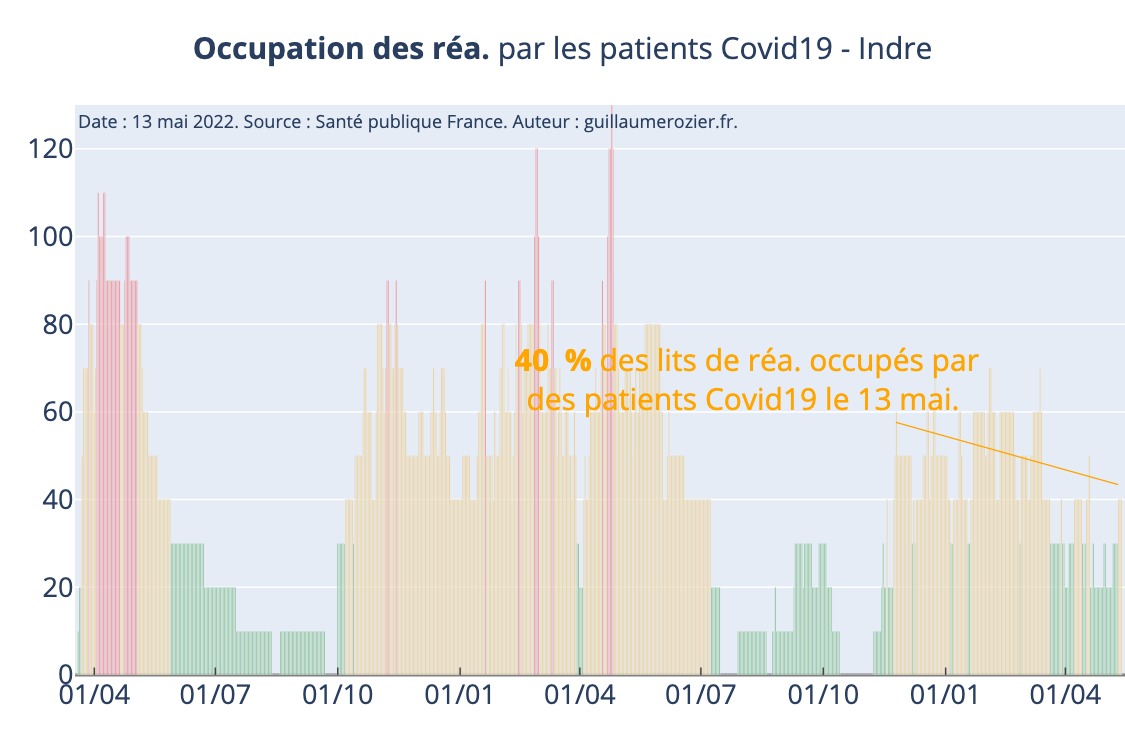 Occupation des réa. par les patients Covid19 - Indre
Date : 13 mai 2022. Source : Santé publique France. Auteur : guillaumerozier.fr.
120
100
80
40 % des lits de réa. occupés par
des patients Covid19 le 13 mai.
60
40
20
0
01/04 01/07 01/10 01/01 01/04 01/07 01/10 01/01 01/04